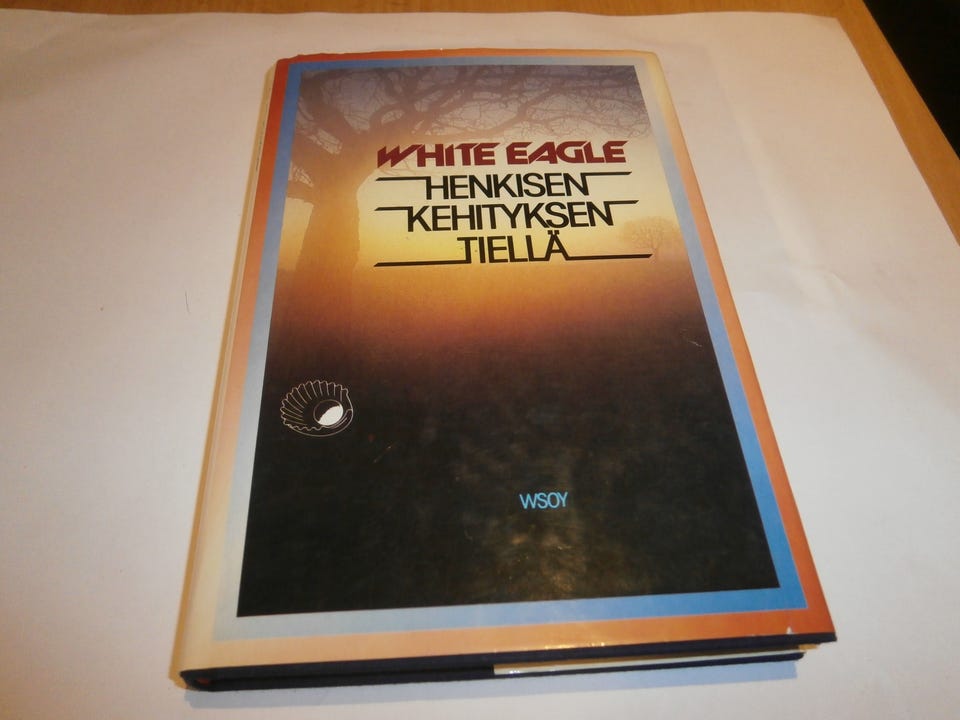 WHITE EAGLE
HENKISEN
KEHITYKSEN
TIELLÄ
WSOY